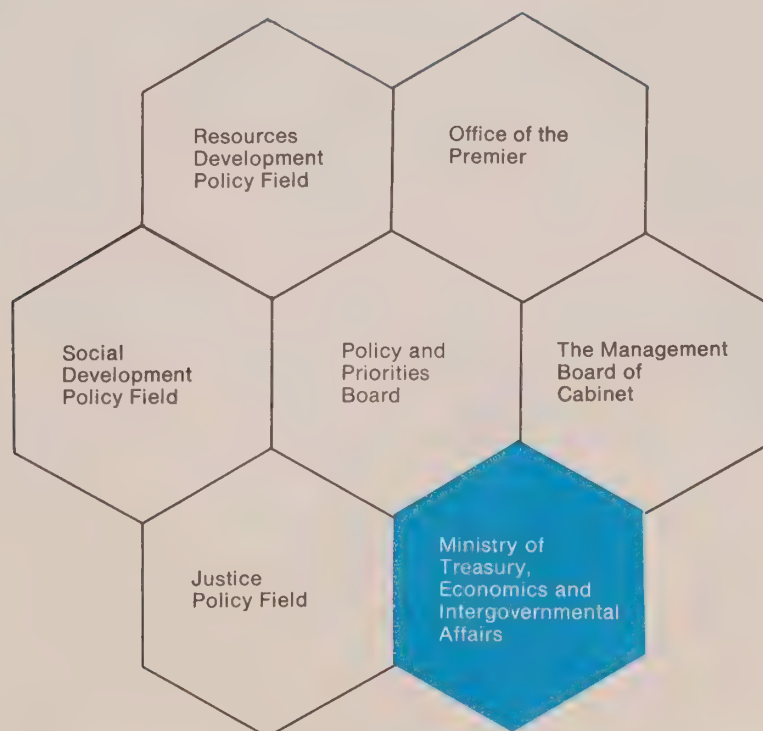 Resources
Development
Policy Field
Office of the
Premier
Social
Development
Policy Field
Policy and
Priorities
Board
The Management
Board of
Cabinet
Justice
Policy Field
Ministry of
Treasury,
Economics and
Intergovernmental
Affairs